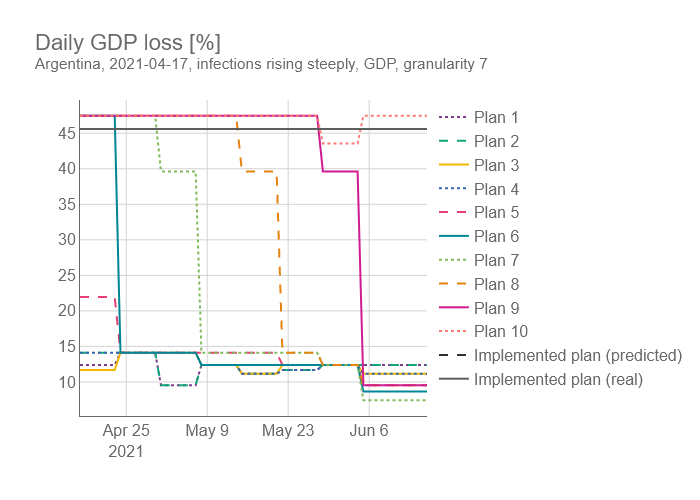 Daily GDP loss [%]
Argentina, 2021-04-17, infections rising steeply, GDP, granularity 7
45
40
35
30
25
20
15
10
Apr 25
2021
May 9
May 23
Jun 6
Plan 1
Plan 2
Plan 3
Plan 4
Plan 5
Plan 6
Plan 7
Plan 8
Plan 9
Plan 10
Implemented plan (predicted)
Implemented plan (real)